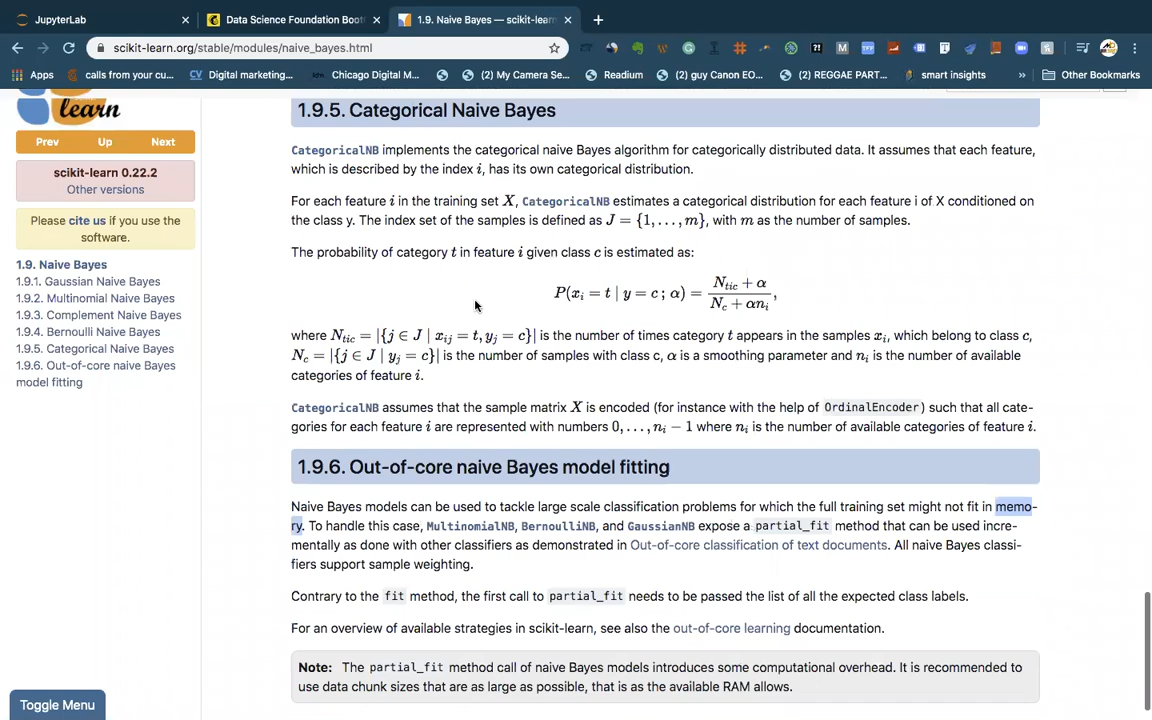 JupyterLab
Data Science Foundation Boot
1.9. Naive Bayes — scikit-learn
scikit-learn.org/stable/modules/naive_bayes.html
Apps calls from your cu... Digital marketing... Chicago Digital M... (2) My Camera Se... Readium (2) guy Canon EO... (2) REGGAE PART... smart insights » Other Bookmarks
learn
Prev Up Next
scikit-learn 0.22.2
Other versions
Please cite us if you use the
software.
1.9. Naive Bayes
1.9.1. Gaussian Naive Bayes
1.9.2. Multinomial Naive Bayes
1.9.3. Complement Naive Bayes
1.9.4. Bernoulli Naive Bayes
1.9.5. Categorical Naive Bayes
1.9.6. Out-of-core naive Bayes
model fitting
Toggle Menu
1.9.5. Categorical Naive Bayes
CategoricalNB implements the categorical naive Bayes algorithm for categorically distributed data. It assumes that each feature,
which is described by the index i, has its own categorical distribution.
For each feature i in the training set X, CategoricalNB estimates a categorical distribution for each feature i of X conditioned on
the class y. The index set of the samples is defined as J = {1, . . . , m}, with m as the number of samples.
The probability of category t in feature i given class c is estimated as:
P(x_i = t | y = c ; α) = (N_tic + α) / (N_c + αn_i),
where N_tic = |{j ∈ J | x_ij = t, y_j = c}| is the number of times category t appears in the samples x_i, which belong to class c,
N_c = |{j ∈ J | y_j = c}| is the number of samples with class c, α is a smoothing parameter and n_i is the number of available
categories of feature i.
CategoricalNB assumes that the sample matrix X is encoded (for instance with the help of OrdinalEncoder) such that all cate-
gories for each feature i are represented with numbers 0, . . . , n_i − 1 where n_i is the number of available categories of feature i.
1.9.6. Out-of-core naive Bayes model fitting
Naive Bayes models can be used to tackle large scale classification problems for which the full training set might not fit in memo-
ry. To handle this case, MultinomialNB, BernoulliNB, and GaussianNB expose a partial_fit method that can be used incre-
mentally as done with other classifiers as demonstrated in Out-of-core classification of text documents. All naive Bayes classi-
fiers support sample weighting.
Contrary to the fit method, the first call to partial_fit needs to be passed the list of all the expected class labels.
For an overview of available strategies in scikit-learn, see also the out-of-core learning documentation.
Note: The partial_fit method call of naive Bayes models introduces some computational overhead. It is recommended to
use data chunk sizes that are as large as possible, that is as the available RAM allows.